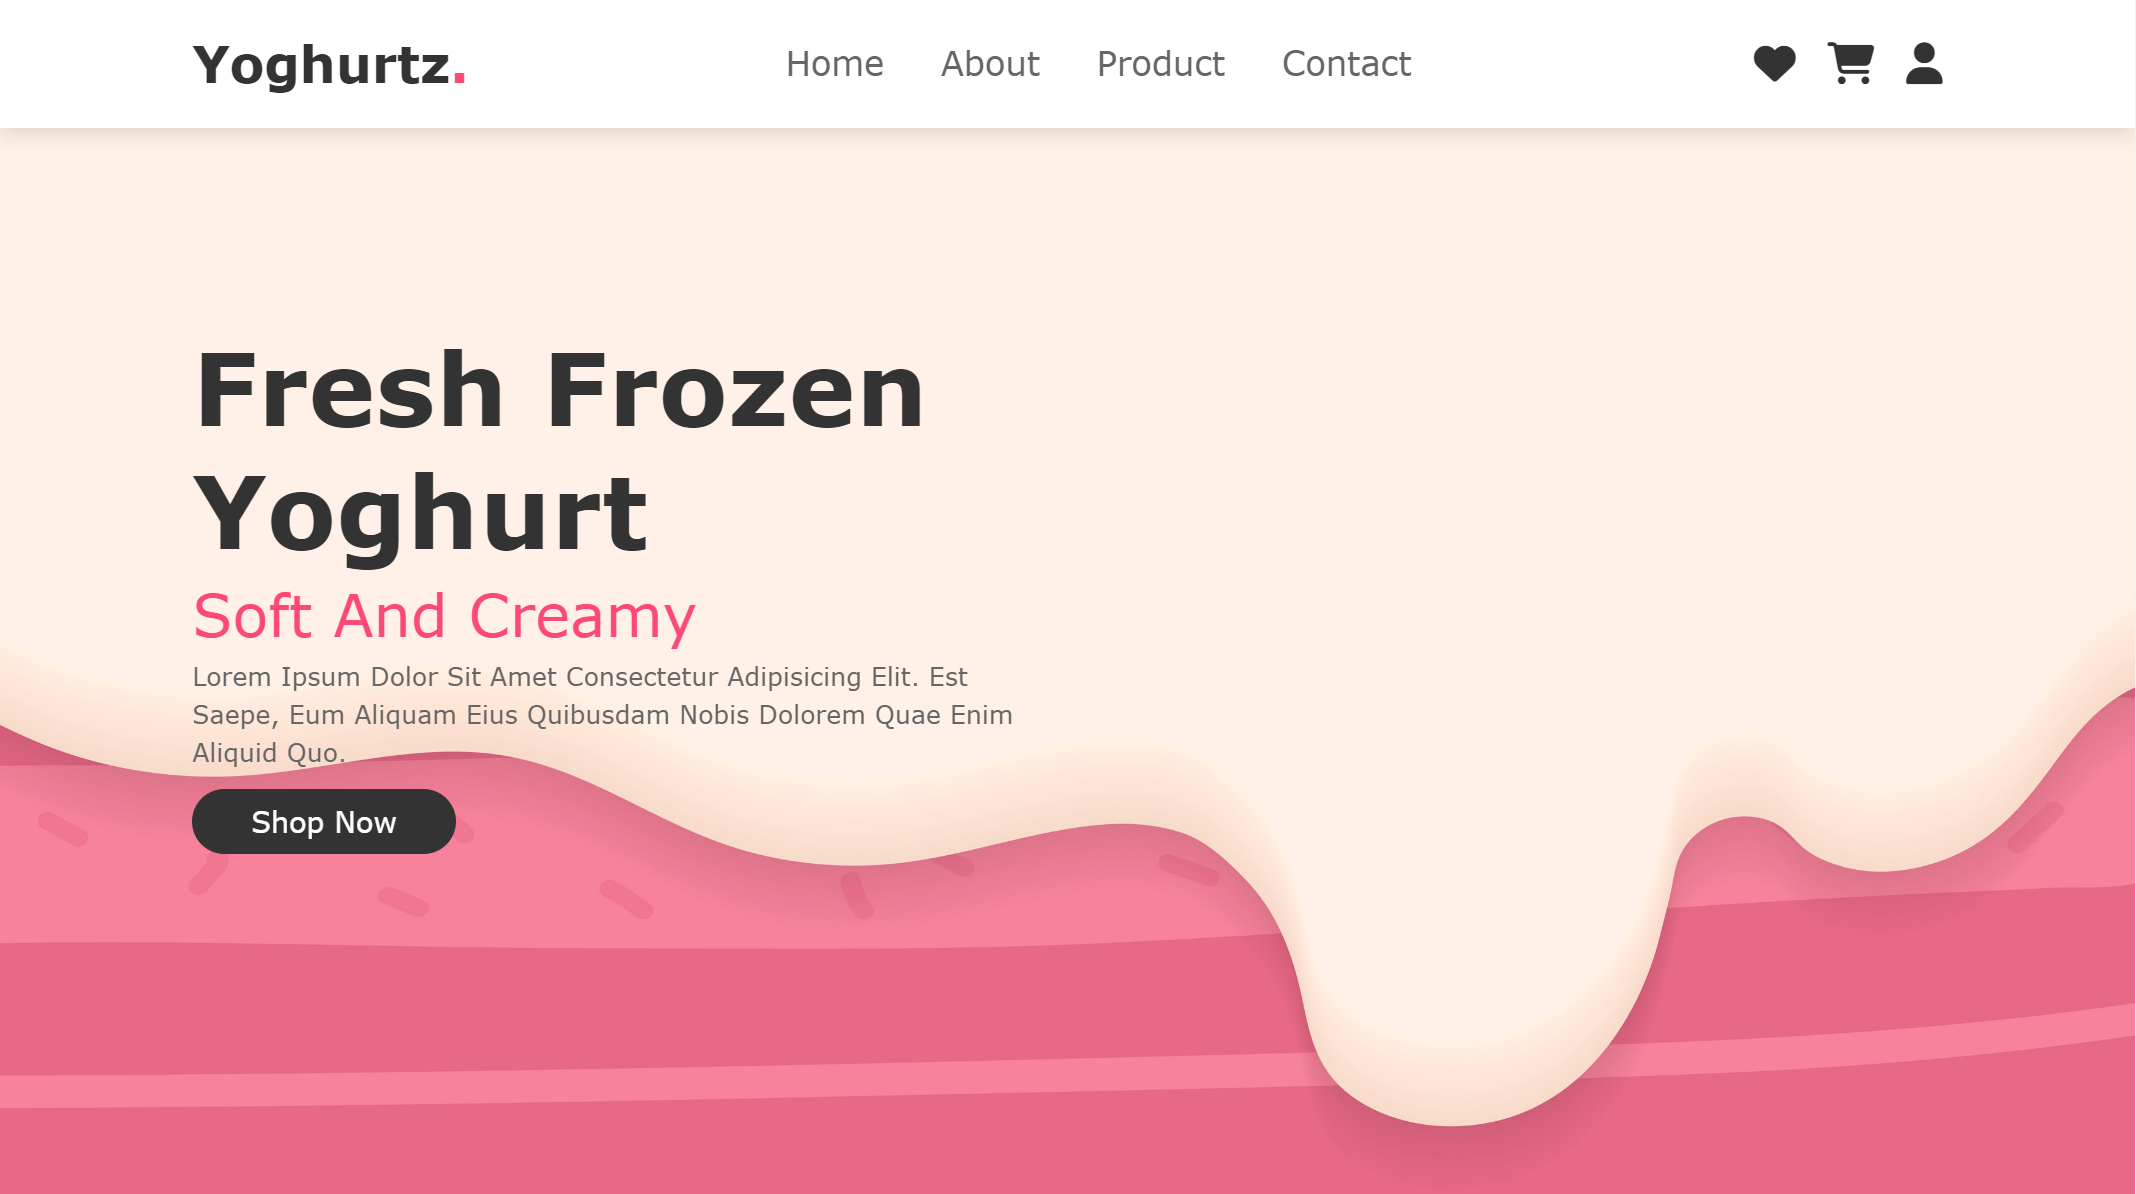 Yoghurtz.
Home About Product Contact
Fresh Frozen
Yoghurt
Soft And Creamy
Lorem Ipsum Dolor Sit Amet Consectetur Adipisicing Elit. Est
Saepe, Eum Aliquam Eius Quibusdam Nobis Dolorem Quae Enim
Aliquid Quo.
Shop Now